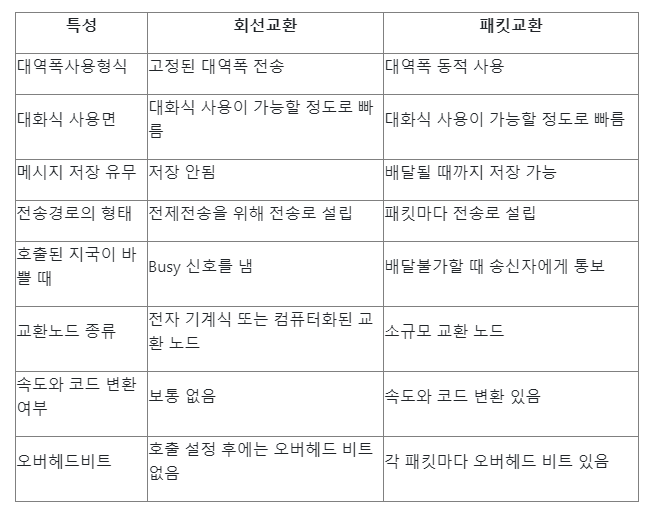 특성 회선교환 패킷교환
대역폭사용형식 고정된 대역폭 전송 대역폭 동적 사용
대화식 사용면 대화식 사용이 가능할 정도로 빠
름 대화식 사용이 가능할 정도로 빠름
메시지 저장 유무 저장 안됨 배달될 때까지 저장 가능
전송경로의 형태 전제전송을 위해 전송로 설립 패킷마다 전송로 설립
호출된 지국이 바
쁠 때 Busy 신호를 냄 배달불가할 때 송신자에게 통보
교환노드 종류 전자 기계식 또는 컴퓨터화된 교
환 노드 소규모 교환 노드
속도와 코드 변환
여부 보통 없음 속도와 코드 변환 있음
오버헤드비트 호출 설정 후에는 오버헤드 비트
없음 각 패킷마다 오버헤드 비트 있음